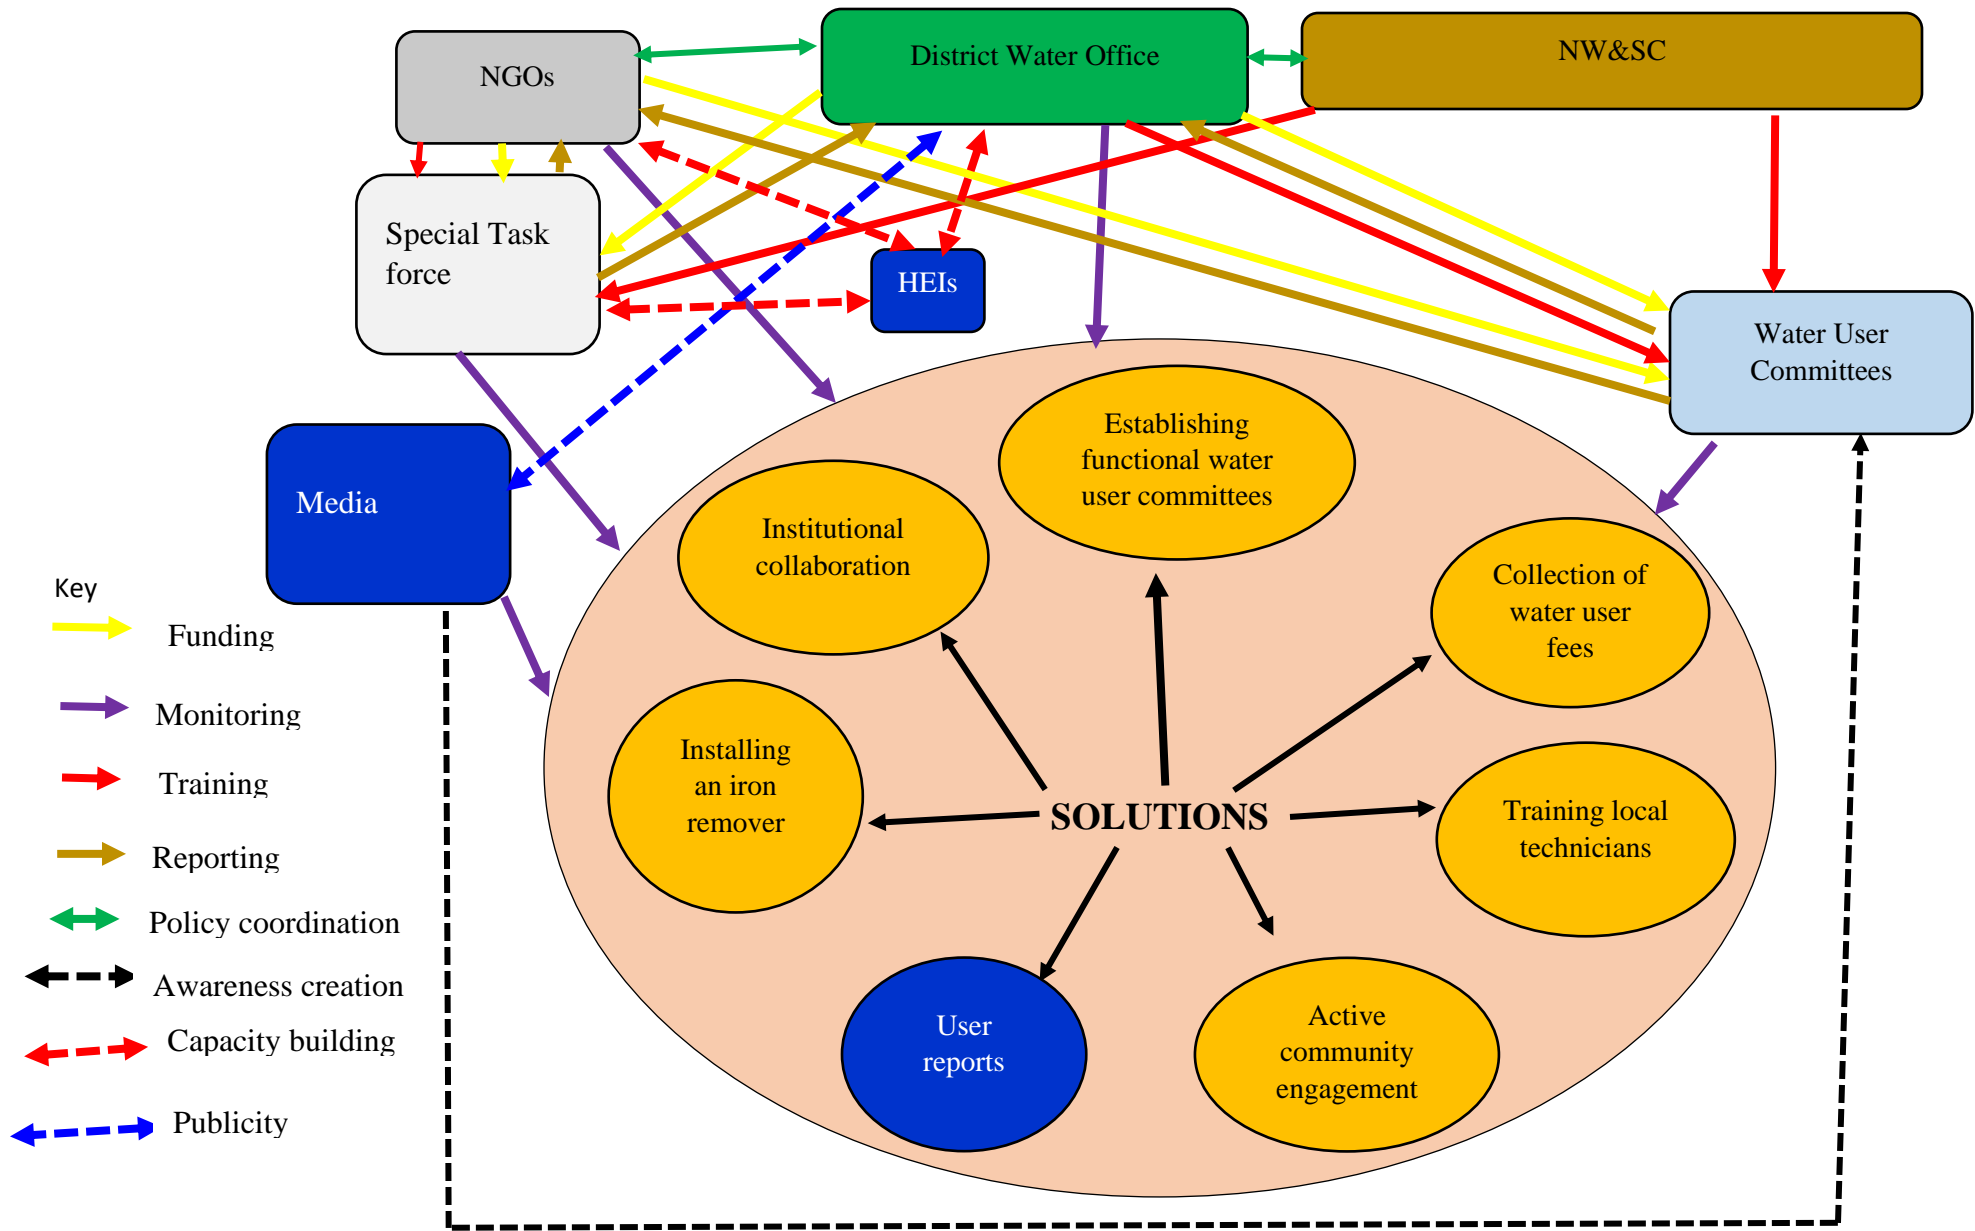 NGOs
District Water Office
NW&SC
Special Task
force
HEIs
Water User
Committees
Media
Establishing
functional water
user committees
Institutional
collaboration
Collection of
water user
fees
Installing
an iron
remover
SOLUTIONS
Training local
technicians
User
reports
Active
community
engagement
Key
Funding
Monitoring
Training
Reporting
Policy coordination
Awareness creation
Capacity building
Publicity